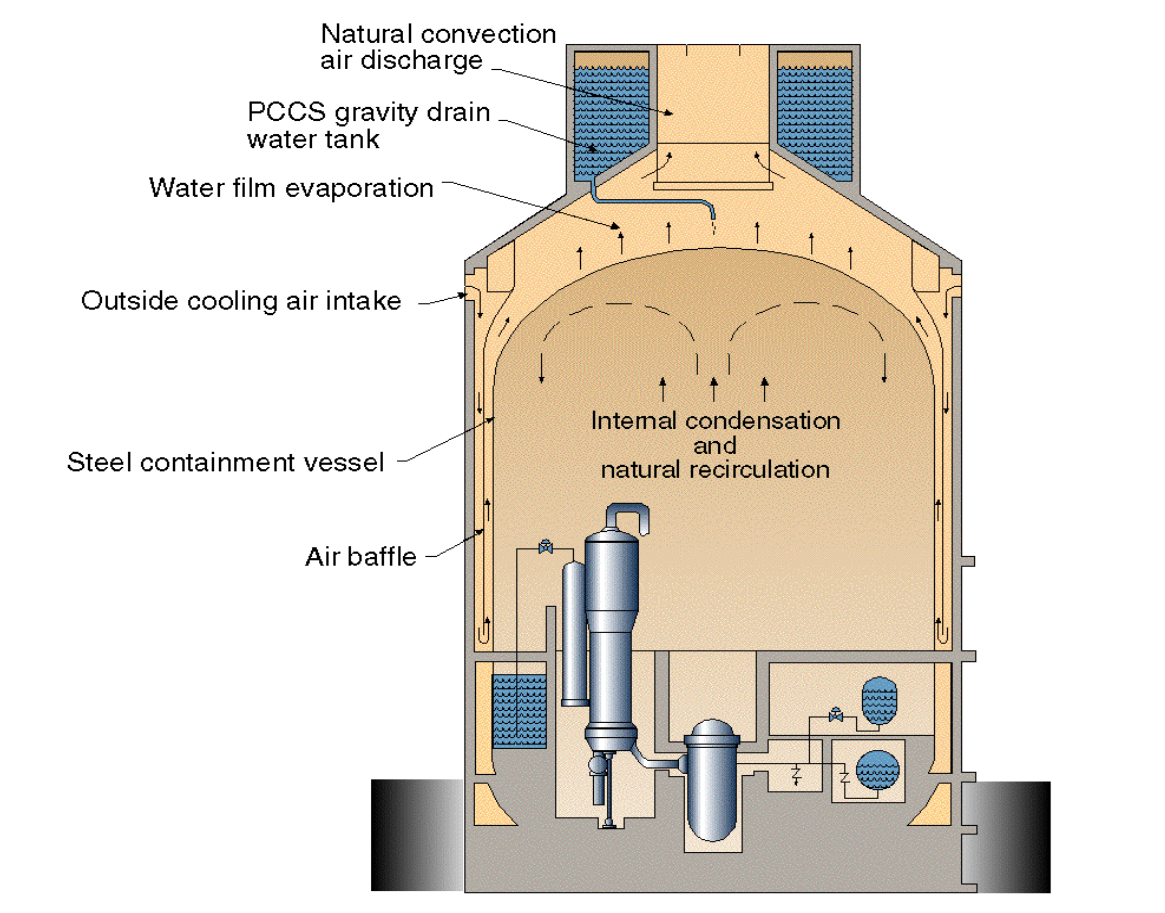 Natural convection
air discharge
PCCS gravity drain
water tank
Water film evaporation
Outside cooling air intake
Internal condensation
and
natural recirculation
Steel containment vessel
Air baffle